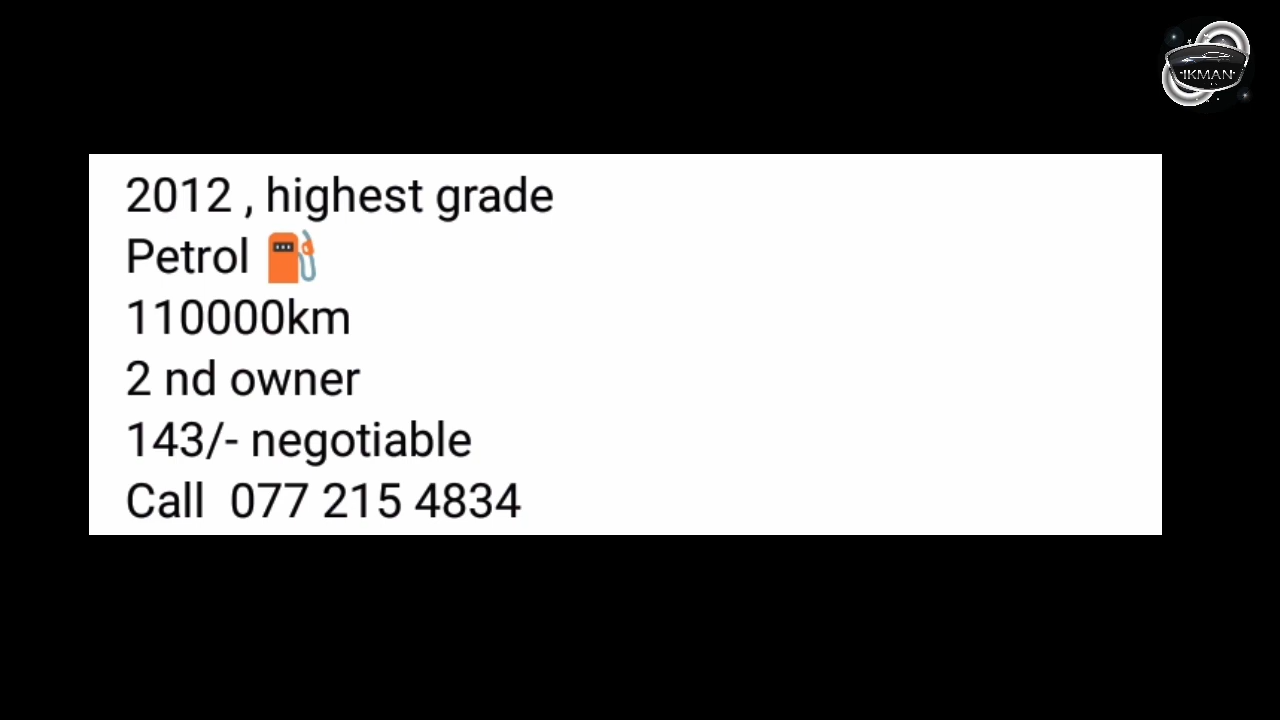 IKMAN
2012 , highest grade
Petrol ⛽
110000km
2 nd owner
143/- negotiable
Call  077 215 4834